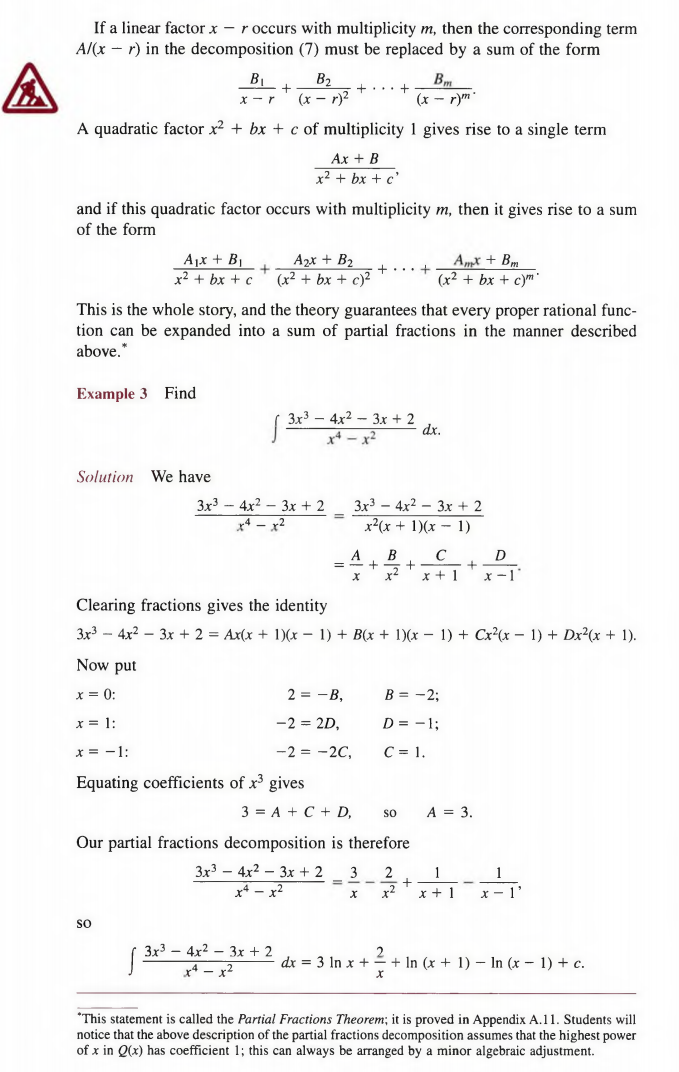 If a linear factor x − r occurs with multiplicity m, then the corresponding term
A/(x − r) in the decomposition (7) must be replaced by a sum of the form
B₁/(x − r) + B₂/(x − r)² + · · · + Bₘ/(x − r)ᵐ.
A quadratic factor x² + bx + c of multiplicity 1 gives rise to a single term
(Ax + B)/(x² + bx + c),
and if this quadratic factor occurs with multiplicity m, then it gives rise to a sum
of the form
(A₁x + B₁)/(x² + bx + c) + (A₂x + B₂)/(x² + bx + c)² + · · · + (Aₘx + Bₘ)/(x² + bx + c)ᵐ.
This is the whole story, and the theory guarantees that every proper rational func-
tion can be expanded into a sum of partial fractions in the manner described
above.*
Example 3 Find
∫ (3x³ − 4x² − 3x + 2)/(x⁴ − x²) dx.
Solution We have
(3x³ − 4x² − 3x + 2)/(x⁴ − x²) = (3x³ − 4x² − 3x + 2)/(x²(x + 1)(x − 1))
= A/x + B/x² + C/(x + 1) + D/(x − 1).
Clearing fractions gives the identity
3x³ − 4x² − 3x + 2 = Ax(x + 1)(x − 1) + B(x + 1)(x − 1) + Cx²(x − 1) + Dx²(x + 1).
Now put
x = 0: 2 = −B, B = −2;
x = 1: −2 = 2D, D = −1;
x = −1: −2 = −2C, C = 1.
Equating coefficients of x³ gives
3 = A + C + D, so A = 3.
Our partial fractions decomposition is therefore
(3x³ − 4x² − 3x + 2)/(x⁴ − x²) = 3/x − 2/x² + 1/(x + 1) − 1/(x − 1),
so
∫ (3x³ − 4x² − 3x + 2)/(x⁴ − x²) dx = 3 ln x + 2/x + ln (x + 1) − ln (x − 1) + c.
*This statement is called the Partial Fractions Theorem; it is proved in Appendix A.11. Students will
notice that the above description of the partial fractions decomposition assumes that the highest power
of x in Q(x) has coefficient 1; this can always be arranged by a minor algebraic adjustment.